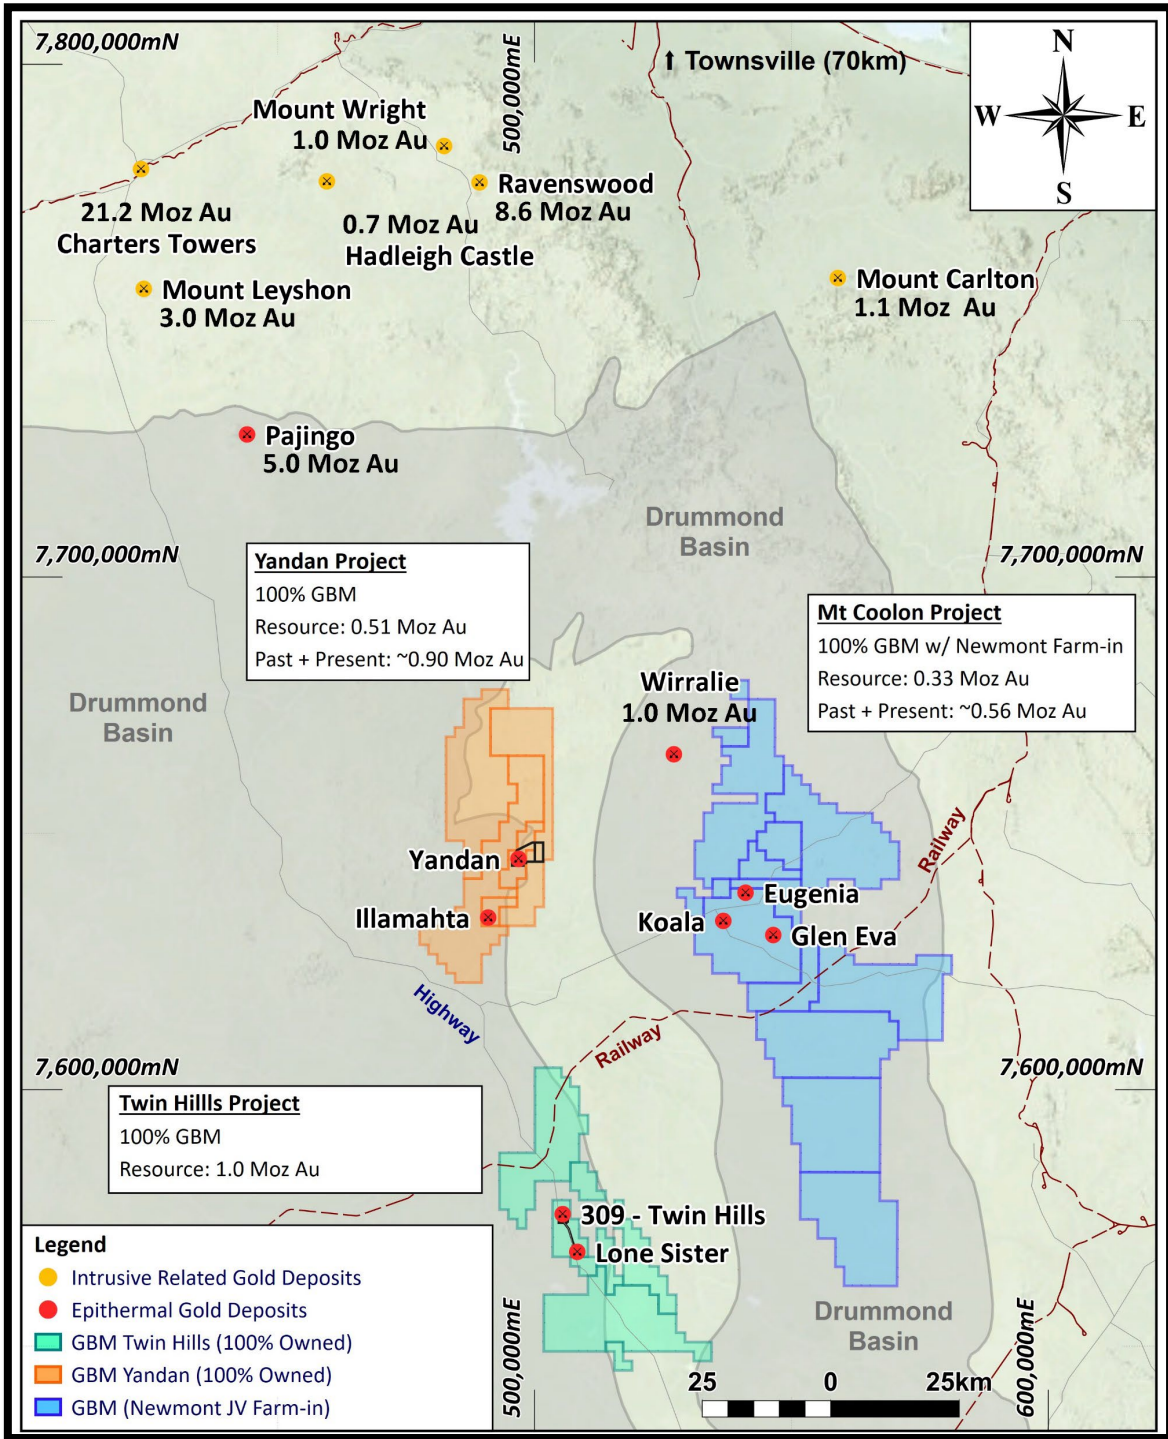 7,800,000mN
500,000mE
↑ Townsville (70km)
N
W
E
S
Mount Wright
1.0 Moz Au
Ravenswood
8.6 Moz Au
21.2 Moz Au
Charters Towers
0.7 Moz Au
Hadleigh Castle
Mount Leyshon
3.0 Moz Au
Mount Carlton
1.1 Moz Au
Pajingo
5.0 Moz Au
Drummond
Basin
7,700,000mN
7,700,000mN
Yandan Project
100% GBM
Resource: 0.51 Moz Au
Past + Present: ~0.90 Moz Au
Mt Coolon Project
100% GBM w/ Newmont Farm-in
Resource: 0.33 Moz Au
Past + Present: ~0.56 Moz Au
Drummond
Basin
Wirralie
1.0 Moz Au
Yandan
Illamahta
Railway
Eugenia
Koala
Glen Eva
Highway
Railway
7,600,000mN
7,600,000mN
Twin Hillls Project
100% GBM
Resource: 1.0 Moz Au
309 - Twin Hills
Lone Sister
Legend
Intrusive Related Gold Deposits
Epithermal Gold Deposits
GBM Twin Hills (100% Owned)
GBM Yandan (100% Owned)
GBM (Newmont JV Farm-in)
500,000mE
Drummond
Basin
600,000mE
25
0
25km